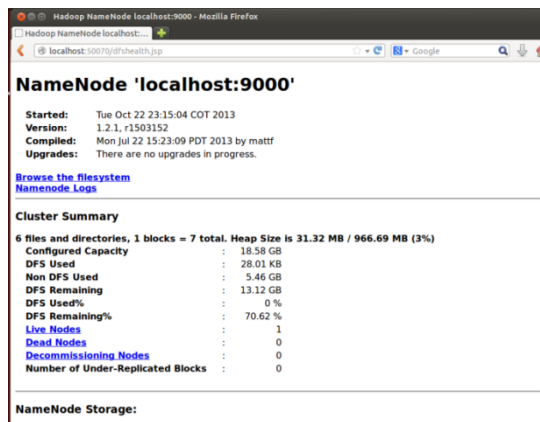 Hadoop NameNode localhost:9000 - Mozilla Firefox
Hadoop NameNode localhost:...
localhost:50070/dfshealth.jsp
Google
NameNode 'localhost:9000'
Started: Tue Oct 22 23:15:04 COT 2013
Version: 1.2.1, r1503152
Compiled: Mon Jul 22 15:23:09 PDT 2013 by mattf
Upgrades: There are no upgrades in progress.
Browse the filesystem
Namenode Logs
Cluster Summary
6 files and directories, 1 blocks = 7 total. Heap Size is 31.32 MB / 966.69 MB (3%)
Configured Capacity : 18.58 GB
DFS Used : 28.01 KB
Non DFS Used : 5.46 GB
DFS Remaining : 13.12 GB
DFS Used% : 0 %
DFS Remaining% : 70.62 %
Live Nodes : 1
Dead Nodes : 0
Decommissioning Nodes : 0
Number of Under-Replicated Blocks : 0
NameNode Storage: